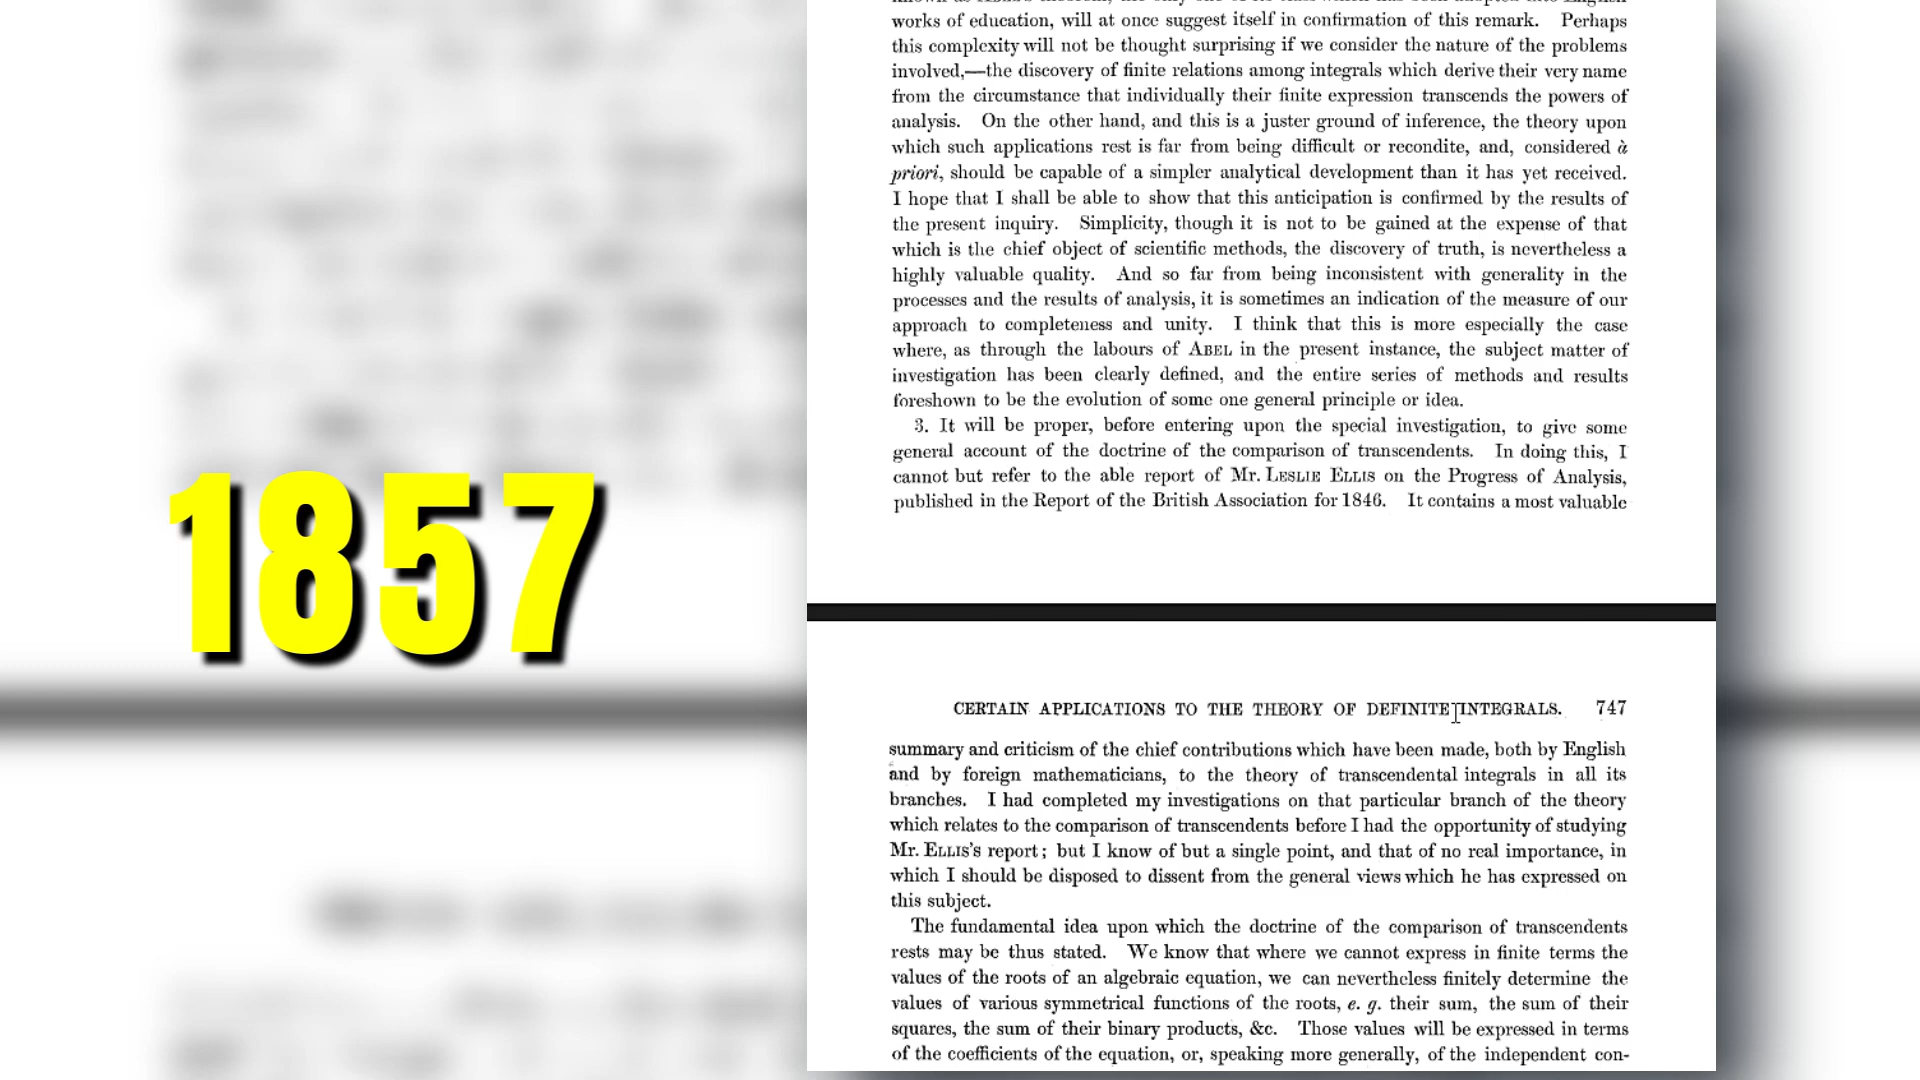 works of education, will at once suggest itself in confirmation of this remark. Perhaps
this complexity will not be thought surprising if we consider the nature of the problems
involved,—the discovery of finite relations among integrals which derive their very name
from the circumstance that individually their finite expression transcends the powers of
analysis. On the other hand, and this is a juster ground of inference, the theory upon
which such applications rest is far from being difficult or recondite, and, considered à
priori, should be capable of a simpler analytical development than it has yet received.
I hope that I shall be able to show that this anticipation is confirmed by the results of
the present inquiry. Simplicity, though it is not to be gained at the expense of that
which is the chief object of scientific methods, the discovery of truth, is nevertheless a
highly valuable quality. And so far from being inconsistent with generality in the
processes and the results of analysis, it is sometimes an indication of the measure of our
approach to completeness and unity. I think that this is more especially the case
where, as through the labours of ABEL in the present instance, the subject matter of
investigation has been clearly defined, and the entire series of methods and results
foreshown to be the evolution of some one general principle or idea.
3. It will be proper, before entering upon the special investigation, to give some
general account of the doctrine of the comparison of transcendents. In doing this, I
cannot but refer to the able report of Mr. LESLIE ELLIS on the Progress of Analysis,
published in the Report of the British Association for 1846. It contains a most valuable
1857
CERTAIN APPLICATIONS TO THE THEORY OF DEFINITE INTEGRALS. 747
summary and criticism of the chief contributions which have been made, both by English
and by foreign mathematicians, to the theory of transcendental integrals in all its
branches. I had completed my investigations on that particular branch of the theory
which relates to the comparison of transcendents before I had the opportunity of studying
Mr. ELLIS's report; but I know of but a single point, and that of no real importance, in
which I should be disposed to dissent from the general views which he has expressed on
this subject.
The fundamental idea upon which the doctrine of the comparison of transcendents
rests may be thus stated. We know that where we cannot express in finite terms the
values of the roots of an algebraic equation, we can nevertheless finitely determine the
values of various symmetrical functions of the roots, e. g. their sum, the sum of their
squares, the sum of their binary products, &c. Those values will be expressed in terms
of the coefficients of the equation, or, speaking more generally, of the independent con-